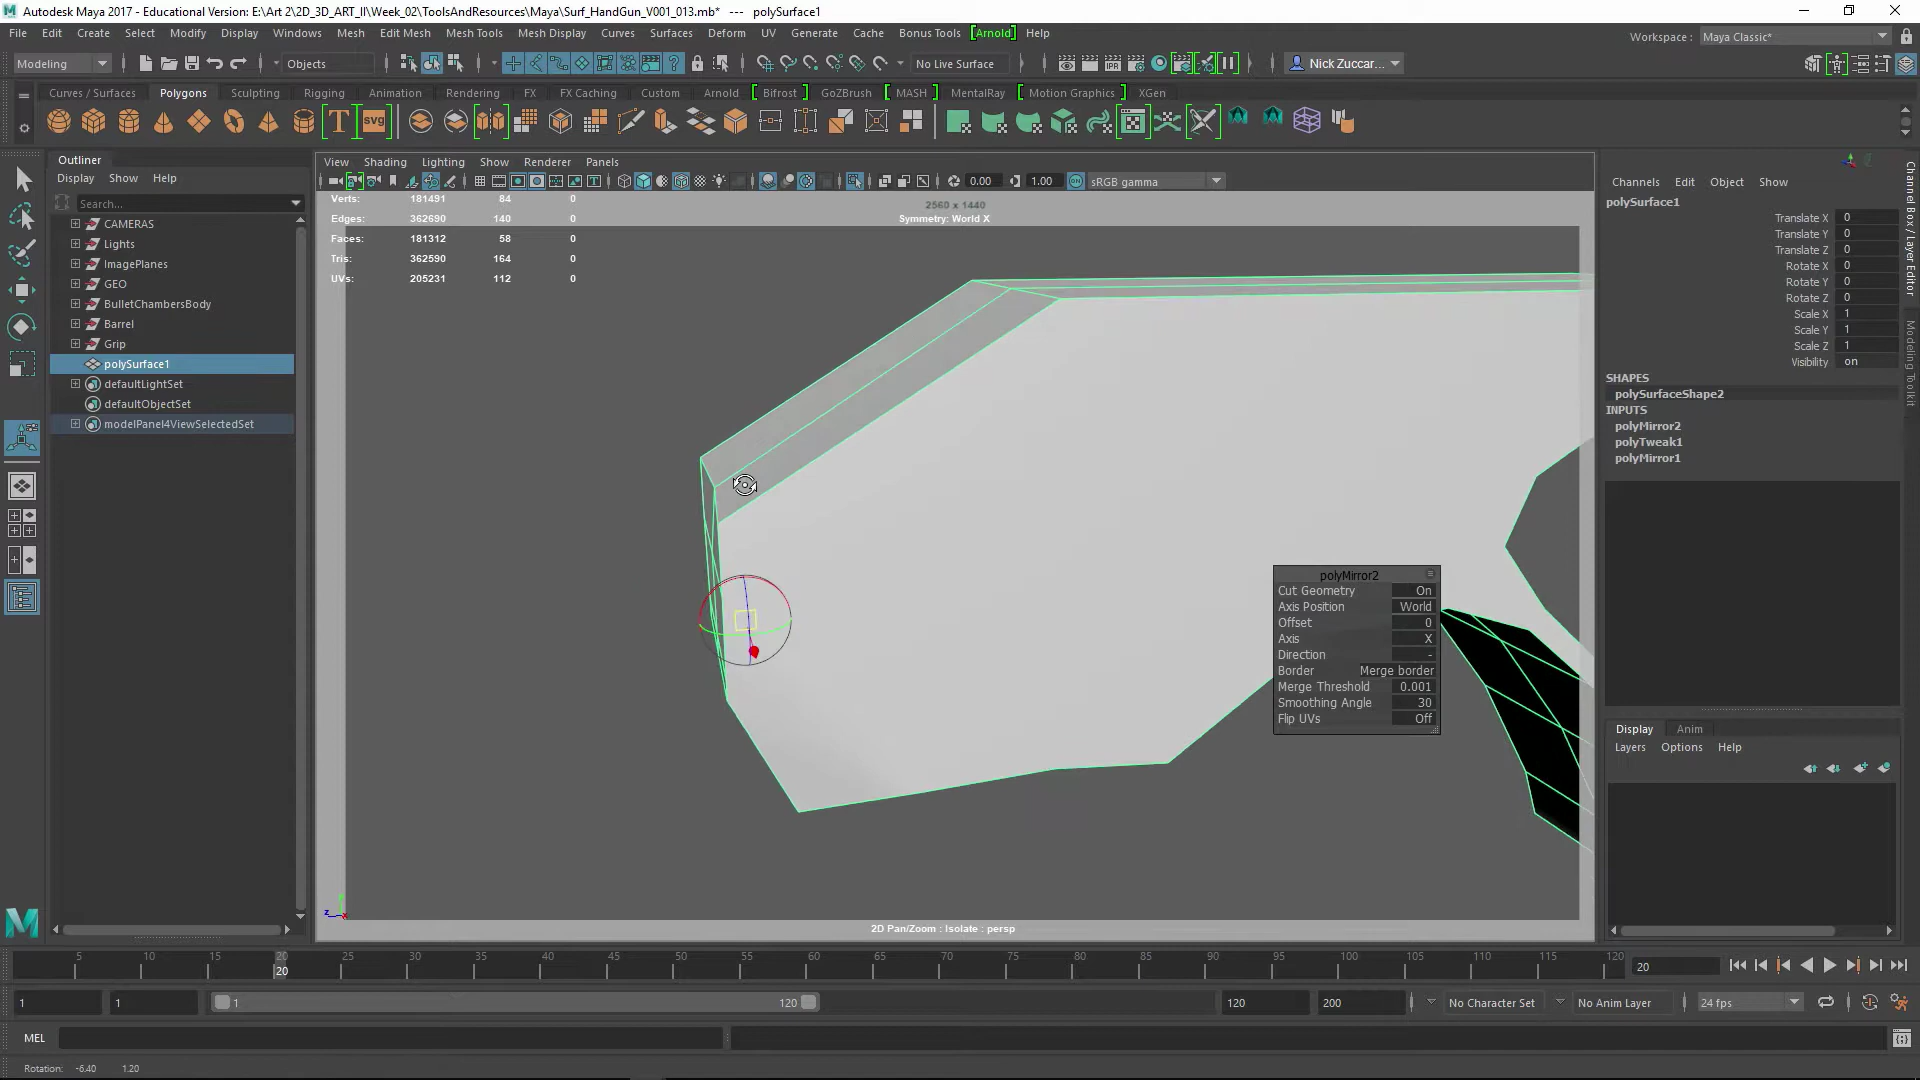 Autodesk Maya 2017 - Educational Version: E:\Art 2\2D_3D_ART_II\Week_02\ToolsAndResources\Maya\Surf_HandGun_V001_013.mb* --- polySurface1
File Edit Create Select Modify Display Windows Mesh Edit Mesh Mesh Tools Mesh Display Curves Surfaces Deform UV Generate Cache Bonus Tools [Arnold] Help
Workspace : Maya Classic*
Modeling Objects No Live Surface Nick Zuccar...
Curves / Surfaces Polygons Sculpting Rigging Animation Rendering FX FX Caching Custom Arnold Bifrost GoZBrush MASH MentalRay Motion Graphics XGen
T svg
IPR
Outliner
Display Show Help
Search...
CAMERAS
Lights
ImagePlanes
GEO
BulletChambersBody
Barrel
Grip
polySurface1
defaultLightSet
defaultObjectSet
modelPanel4ViewSelectedSet
View Shading Lighting Show Renderer Panels
0.00 1.00 sRGB gamma
Verts: 181491 84 0
Edges: 362690 140 0
Faces: 181312 58 0
Tris: 362590 164 0
UVs: 205231 112 0
2560 x 1440
Symmetry: World X
polyMirror2
Cut Geometry On
Axis Position World
Offset 0
Axis X
Direction -
Border Merge border
Merge Threshold 0.001
Smoothing Angle 30
Flip UVs Off
z x
2D Pan/Zoom : Isolate : persp
Channels Edit Object Show
polySurface1
Translate X 0
Translate Y 0
Translate Z 0
Rotate X 0
Rotate Y 0
Rotate Z 0
Scale X 1
Scale Y 1
Scale Z 1
Visibility on
SHAPES
polySurfaceShape2
INPUTS
polyMirror2
polyTweak1
polyMirror1
Channel Box / Layer Editor
Modeling Toolkit
Display Anim
Layers Options Help
5 10 15 20 25 30 35 40 45 50 55 60 65 70 75 80 85 90 95 100 105 110 115 120
20
20
1 1 1 120 120 200 No Character Set No Anim Layer 24 fps
MEL
Rotation: -6.40 1.20